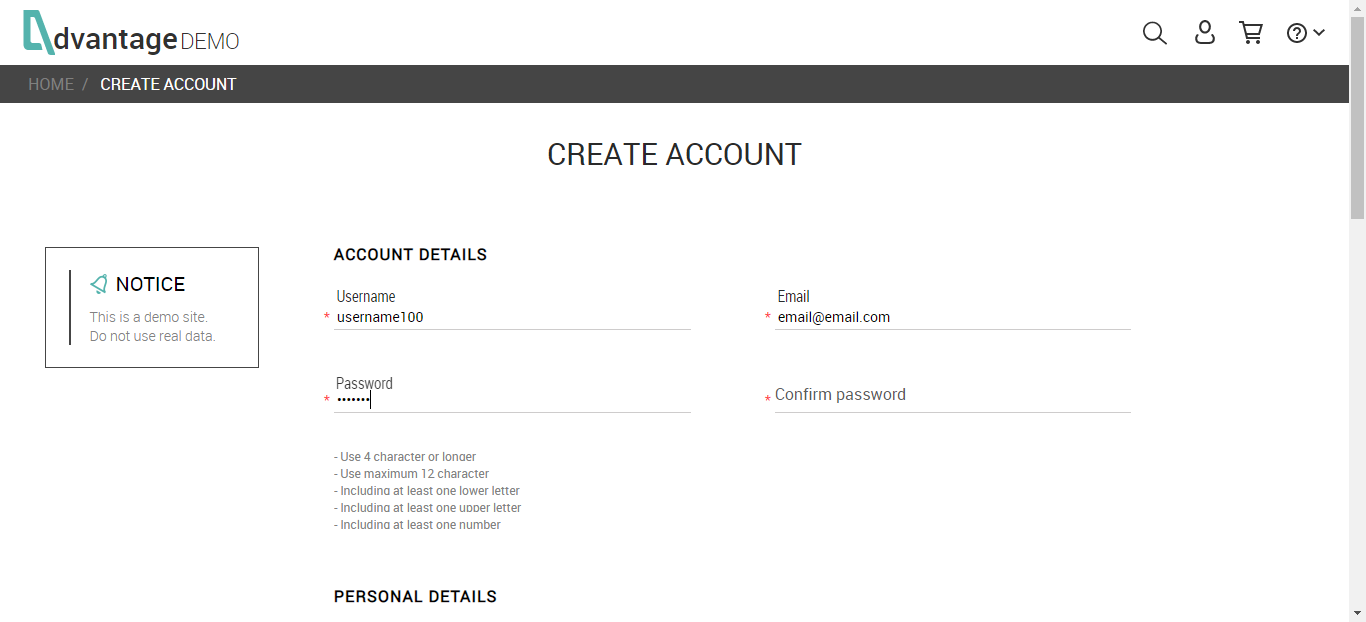 dvantage DEMO
HOME / CREATE ACCOUNT
CREATE ACCOUNT
NOTICE
This is a demo site.
Do not use real data.
ACCOUNT DETAILS
Username
* username100
Email
* email@email.com
Password
* •••••••
* Confirm password
- Use 4 character or longer
- Use maximum 12 character
- Including at least one lower letter
- Including at least one upper letter
- Including at least one number
PERSONAL DETAILS